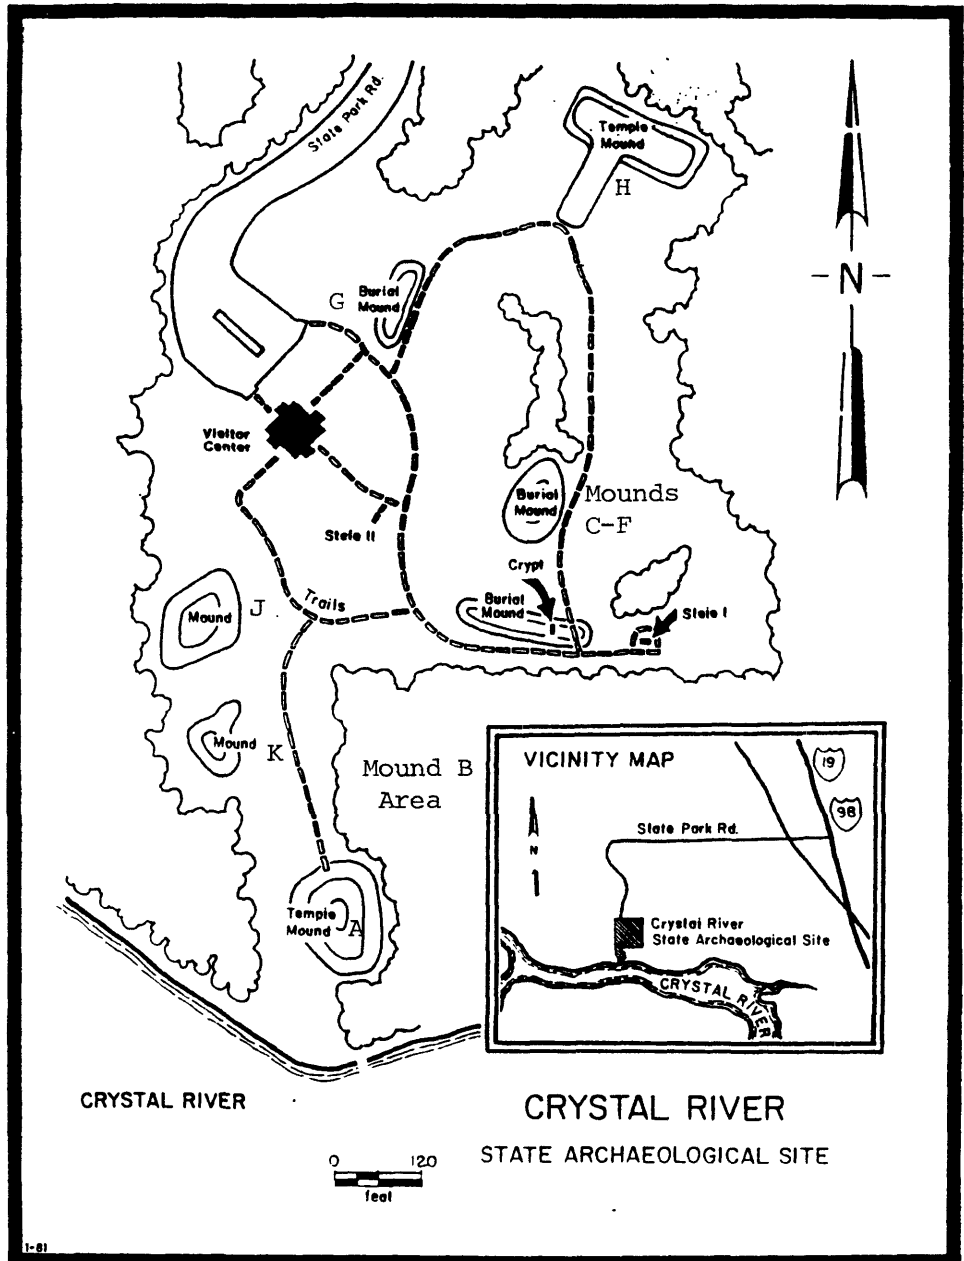 State Park Rd.
Temple
Mound
H
N
G
Burial
Mound
Visitor
Center
Burial
Mound
Mounds
C-F
Stele II
Crypt
Burial
Mound
Stele I
Trails
J
Mound
Mound
K
Mound B
Area
Temple
Mound
A
VICINITY MAP
19
98
N
State Park Rd.
Crystal River
State Archaeological Site
CRYSTAL RIVER
CRYSTAL RIVER
CRYSTAL RIVER
STATE ARCHAEOLOGICAL SITE
0 120
feet
1-81